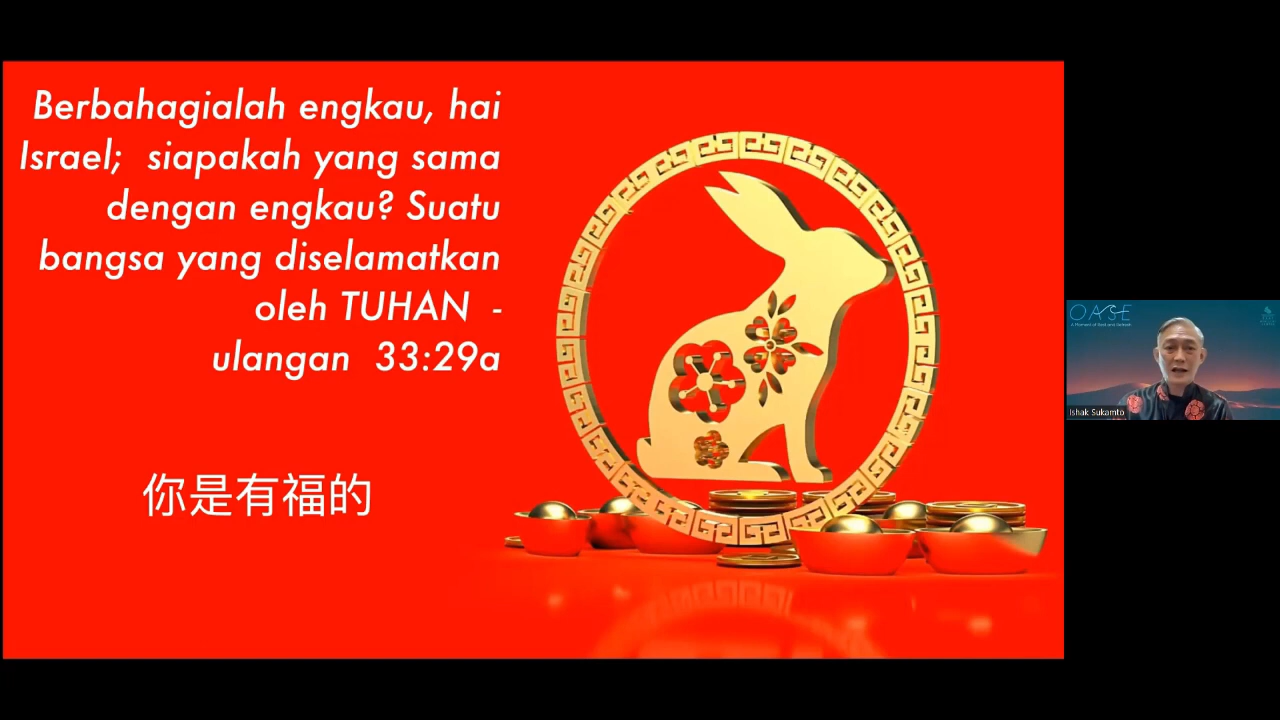 Berbahagialah engkau, hai
Israel; siapakah yang sama
dengan engkau? Suatu
bangsa yang diselamatkan
oleh TUHAN -
ulangan 33:29a
你是有福的
OASE
Ishak Sukamto